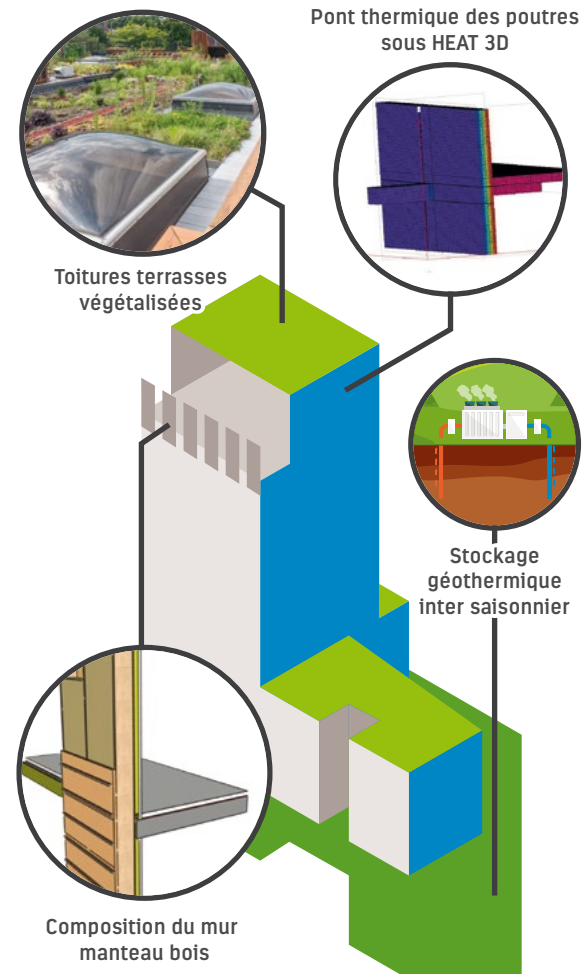 Pont thermique des poutres
sous HEAT 3D
Toitures terrasses
végétalisées
Stockage
géothermique
inter saisonnier
Composition du mur
manteau bois